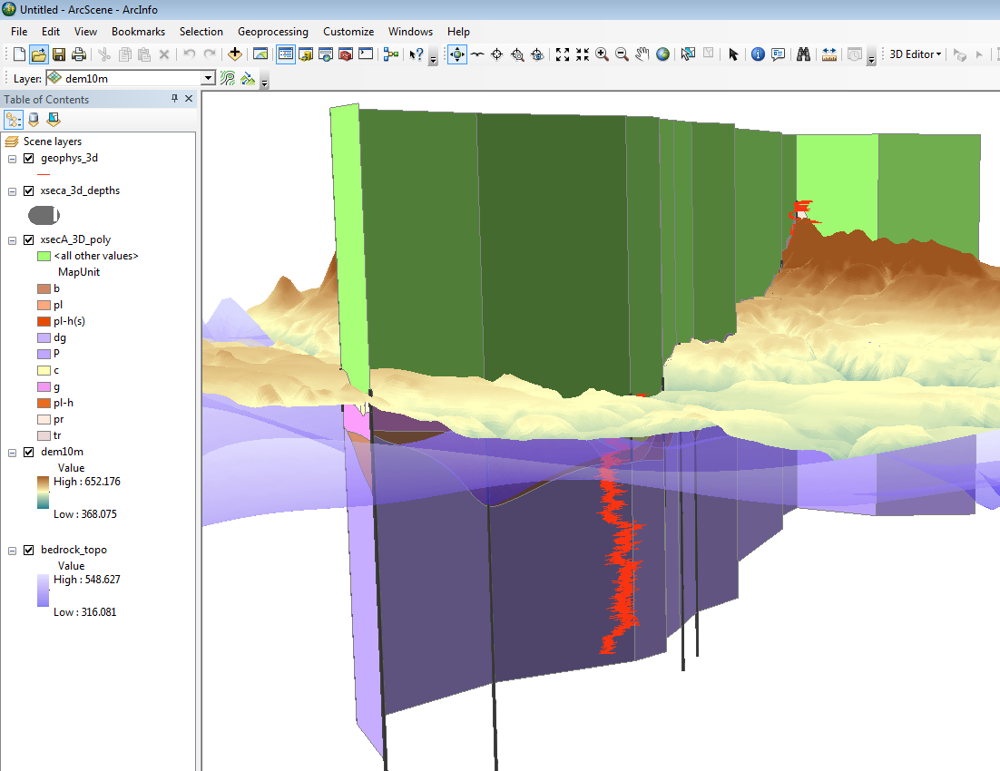 Untitled - ArcScene - ArcInfo
File Edit View Bookmarks Selection Geoprocessing Customize Windows Help
3D Editor
Layer: dem10m
Table of Contents
Scene layers
geophys_3d
xseca_3d_depths
xsecA_3D_poly
<all other values>
MapUnit
b
pl
pl-h(s)
dg
P
c
g
pl-h
pr
tr
dem10m
Value
High : 652.176
Low : 368.075
bedrock_topo
Value
High : 548.627
Low : 316.081